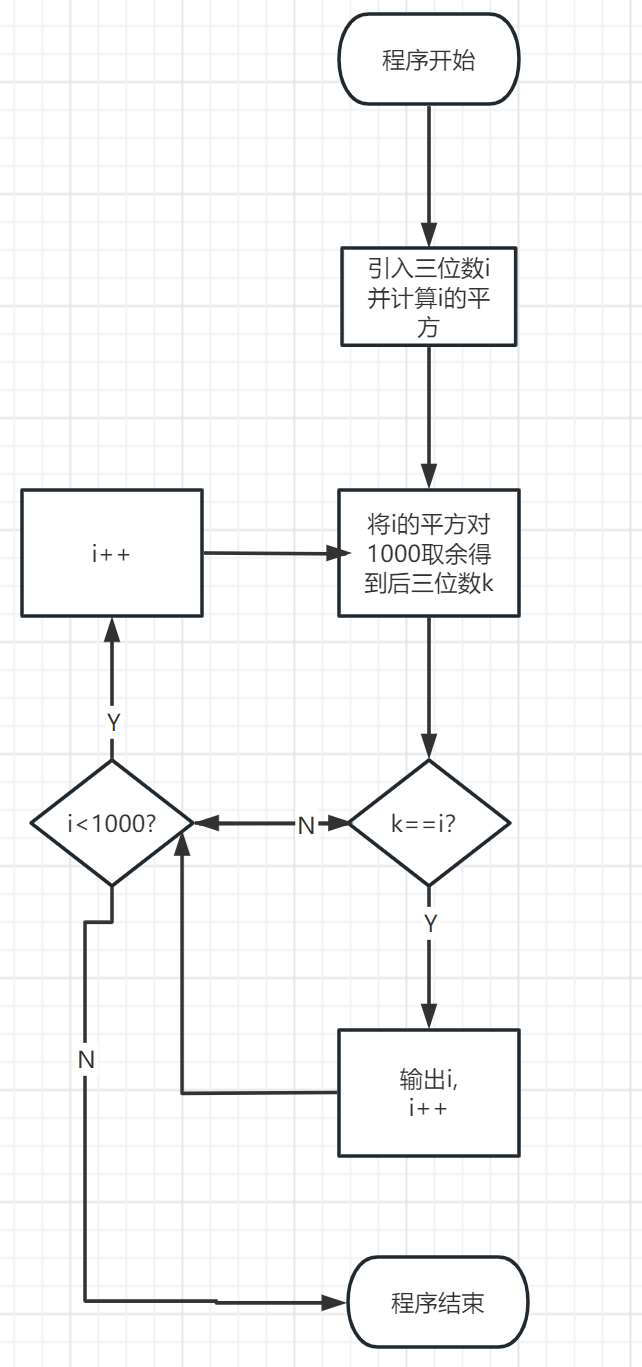 程序开始
引入三位数i
并计算i的平
方
i++
将i的平方对
1000取余得
到后三位数k
Y
i<1000?
N
k==i?
Y
N
输出i,
i++
程序结束